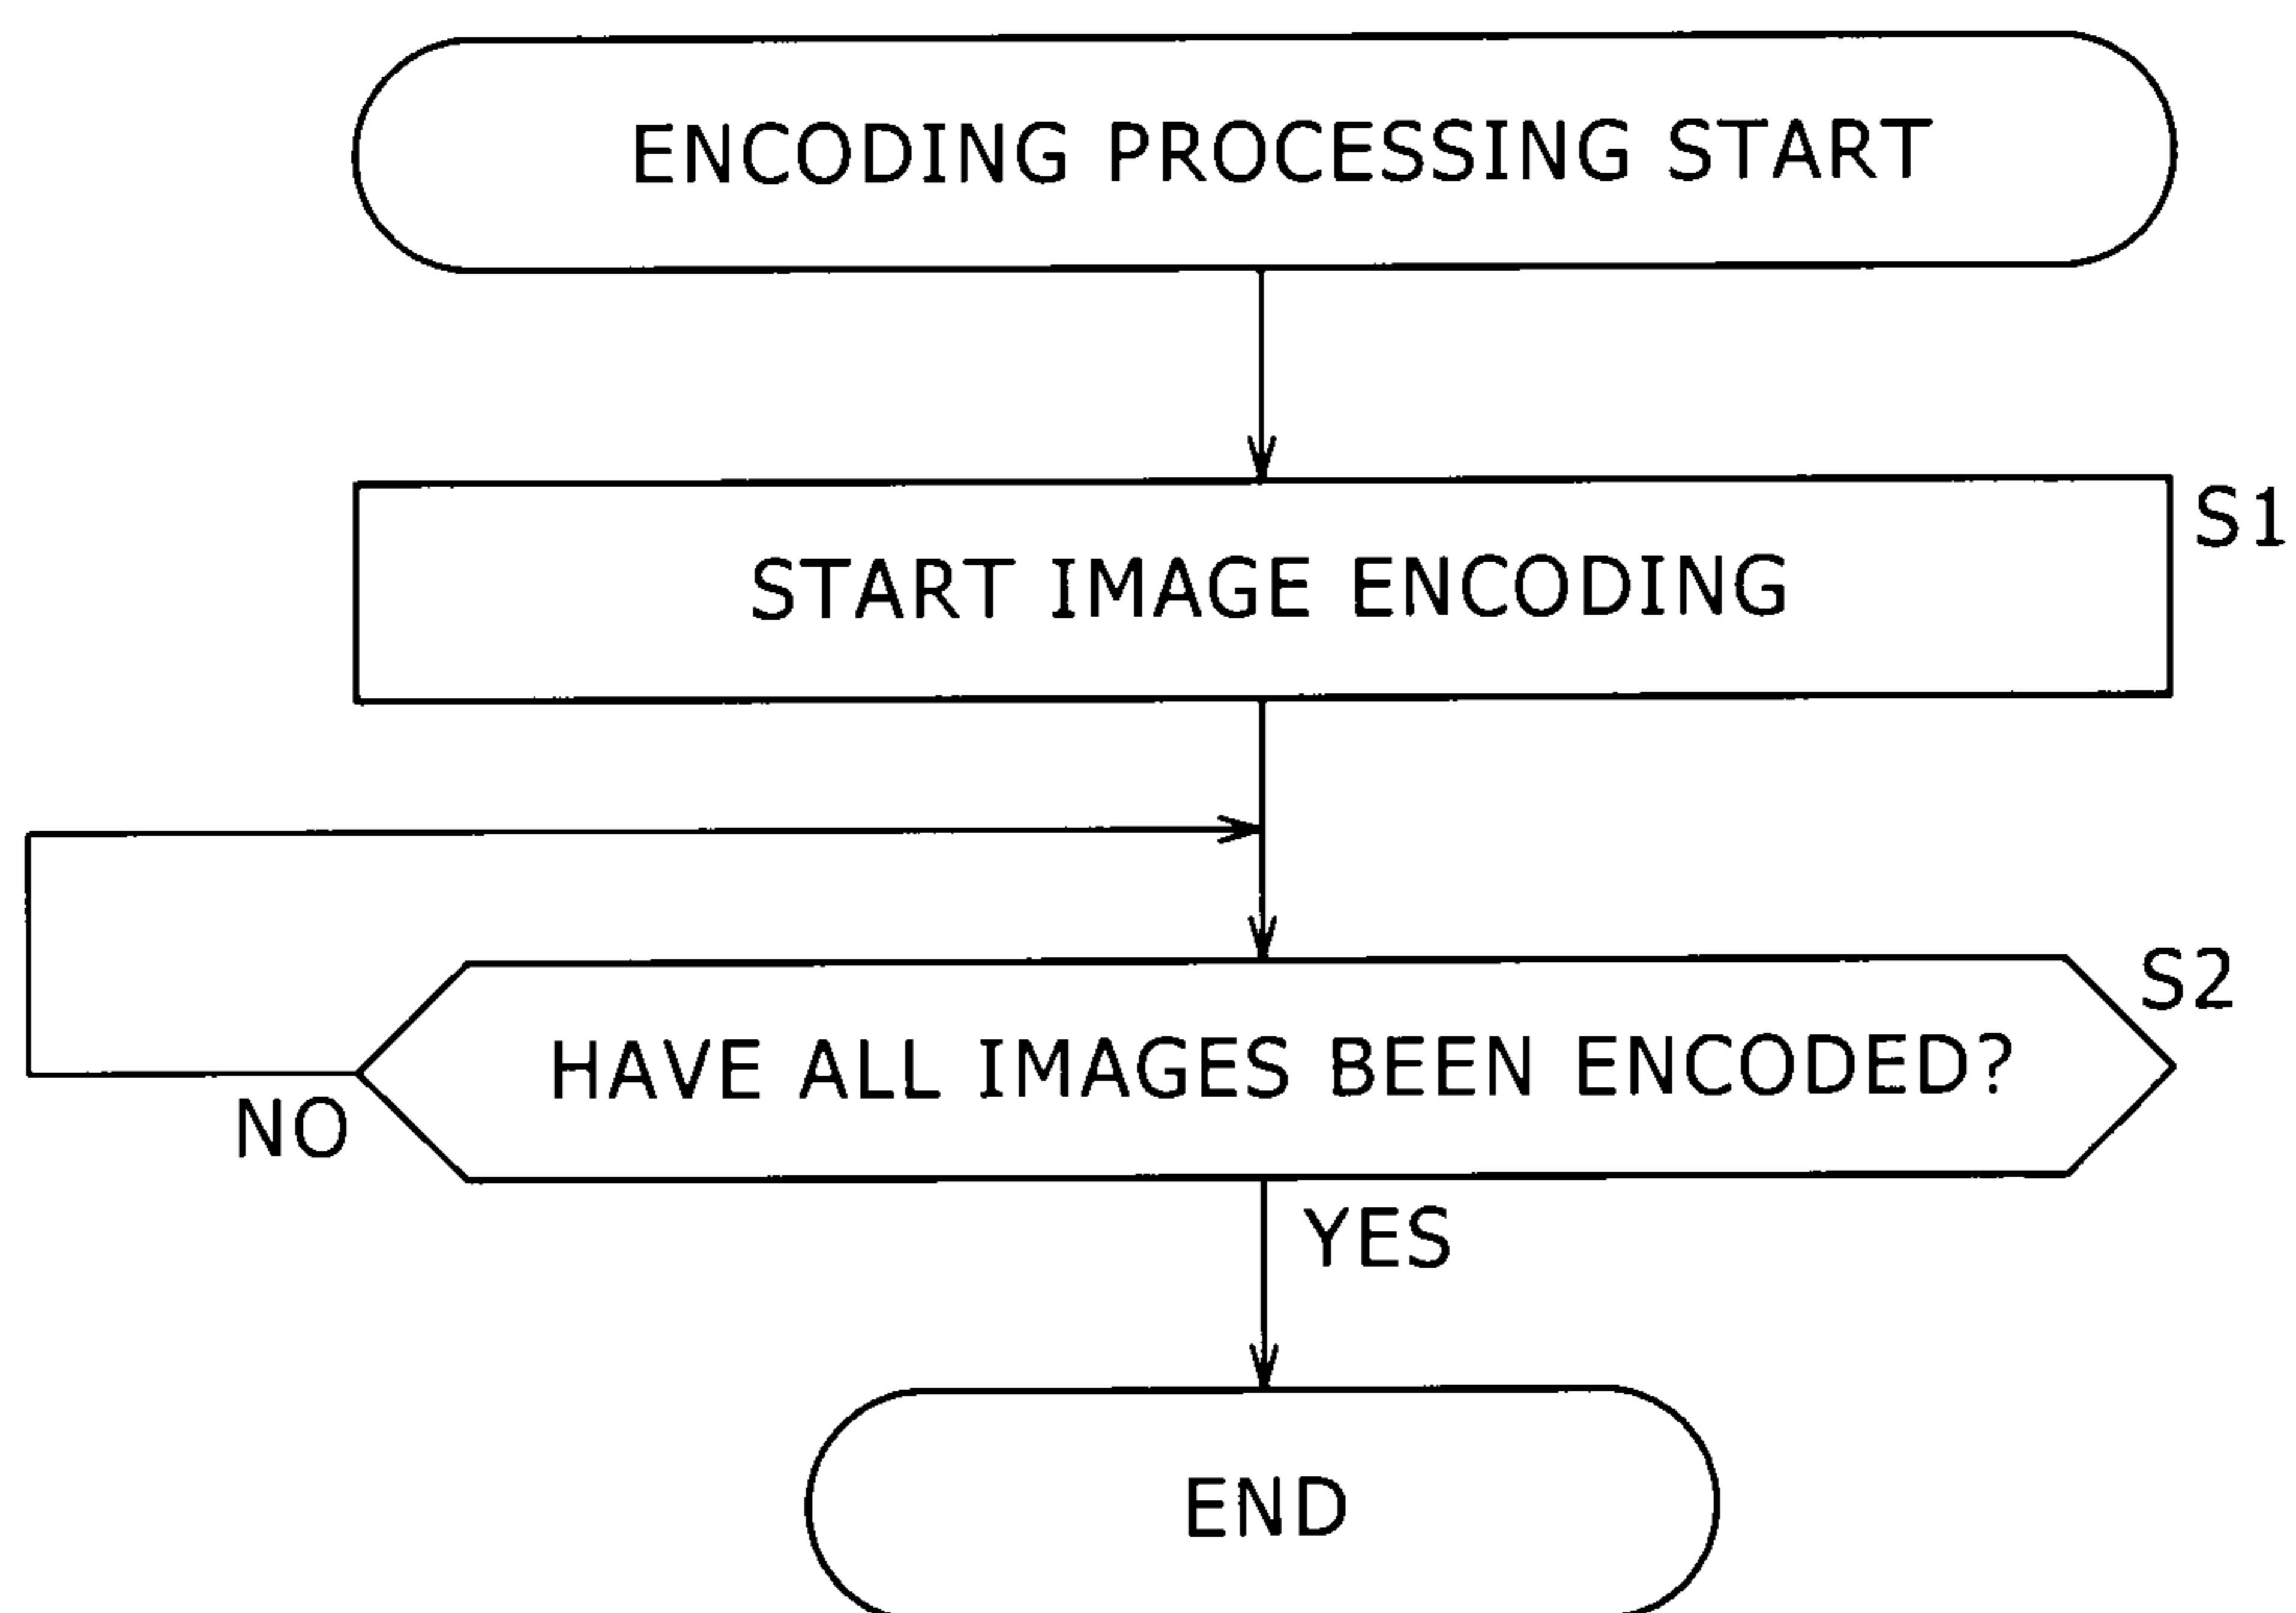 ENCODING PROCESSING START
S1
START IMAGE ENCODING
S2
HAVE ALL IMAGES BEEN ENCODED?
NO
YES
END